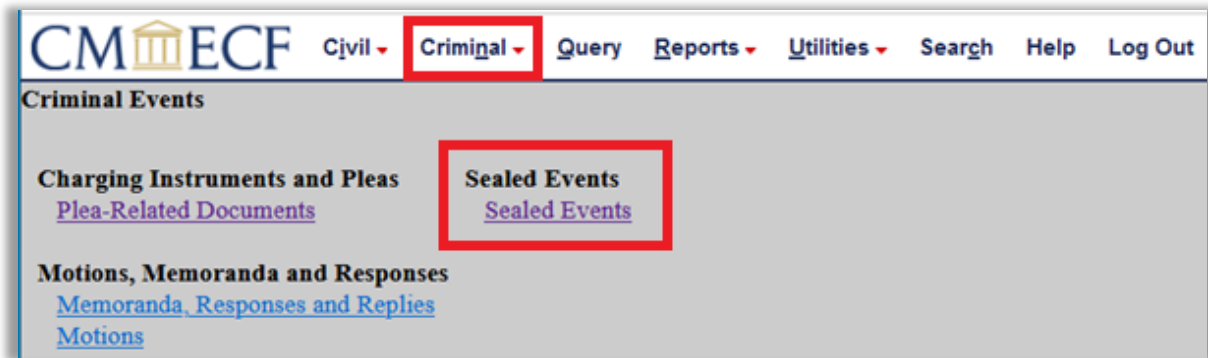 CM ECF Civil Criminal Query Reports Utilities Search Help Log Out
Criminal Events
Charging Instruments and Pleas Sealed Events
Plea-Related Documents Sealed Events
Motions, Memoranda and Responses
Memoranda, Responses and Replies
Motions